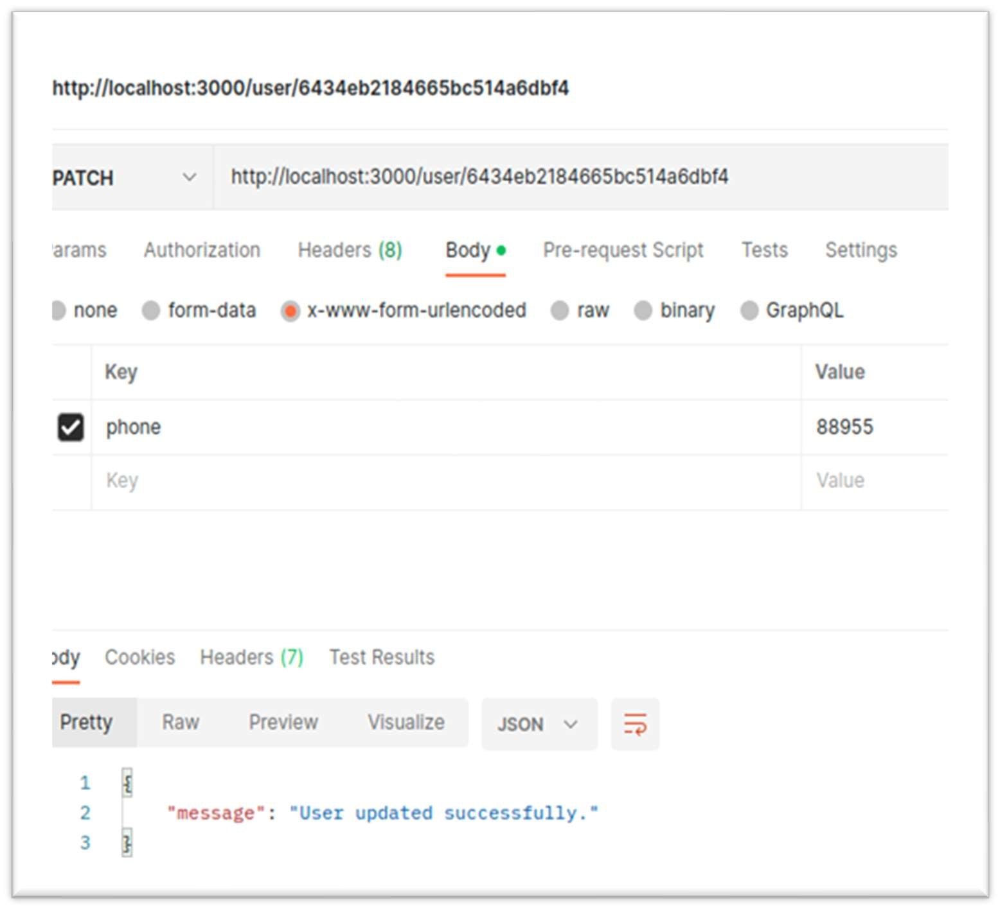 http://localhost:3000/user/6434eb2184665bc514a6dbf4
PATCH http://localhost:3000/user/6434eb2184665bc514a6dbf4
arams Authorization Headers (8) Body Pre-request Script Tests Settings
none form-data x-www-form-urlencoded raw binary GraphQL
Key Value
phone 88955
Key Value
ody Cookies Headers (7) Test Results
Pretty Raw Preview Visualize JSON
1 {
2 "message": "User updated successfully."
3 }